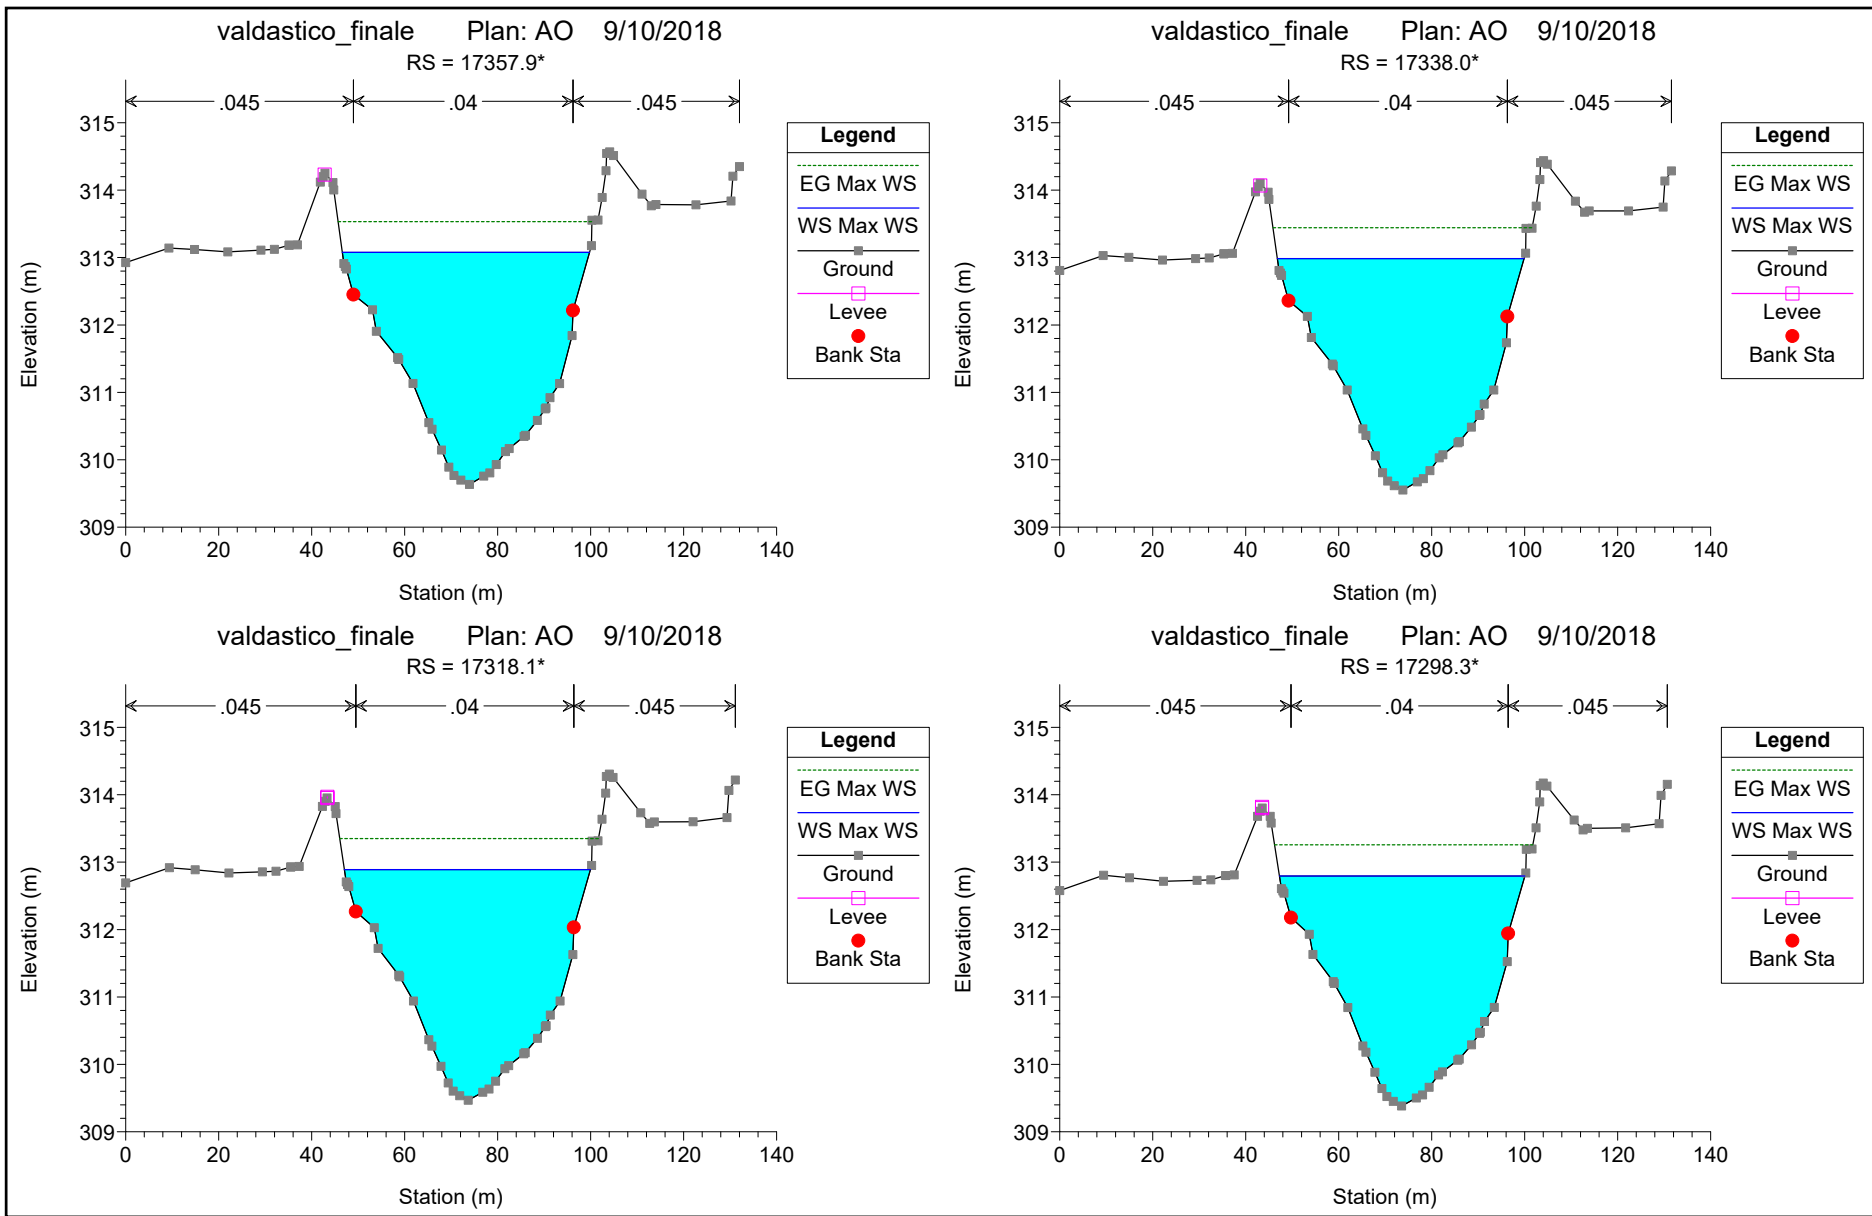 valdastico_finale Plan: AO 9/10/2018
RS = 17357.9*
.045 .04 .045
315
314
313
312
311
310
309
Elevation (m)
0 20 40 60 80 100 120 140
Station (m)
Legend
EG Max WS
WS Max WS
Ground
Levee
Bank Sta
valdastico_finale Plan: AO 9/10/2018
RS = 17338.0*
.045 .04 .045
315
314
313
312
311
310
309
Elevation (m)
0 20 40 60 80 100 120 140
Station (m)
Legend
EG Max WS
WS Max WS
Ground
Levee
Bank Sta
valdastico_finale Plan: AO 9/10/2018
RS = 17318.1*
.045 .04 .045
315
314
313
312
311
310
309
Elevation (m)
0 20 40 60 80 100 120 140
Station (m)
Legend
EG Max WS
WS Max WS
Ground
Levee
Bank Sta
valdastico_finale Plan: AO 9/10/2018
RS = 17298.3*
.045 .04 .045
315
314
313
312
311
310
309
Elevation (m)
0 20 40 60 80 100 120 140
Station (m)
Legend
EG Max WS
WS Max WS
Ground
Levee
Bank Sta